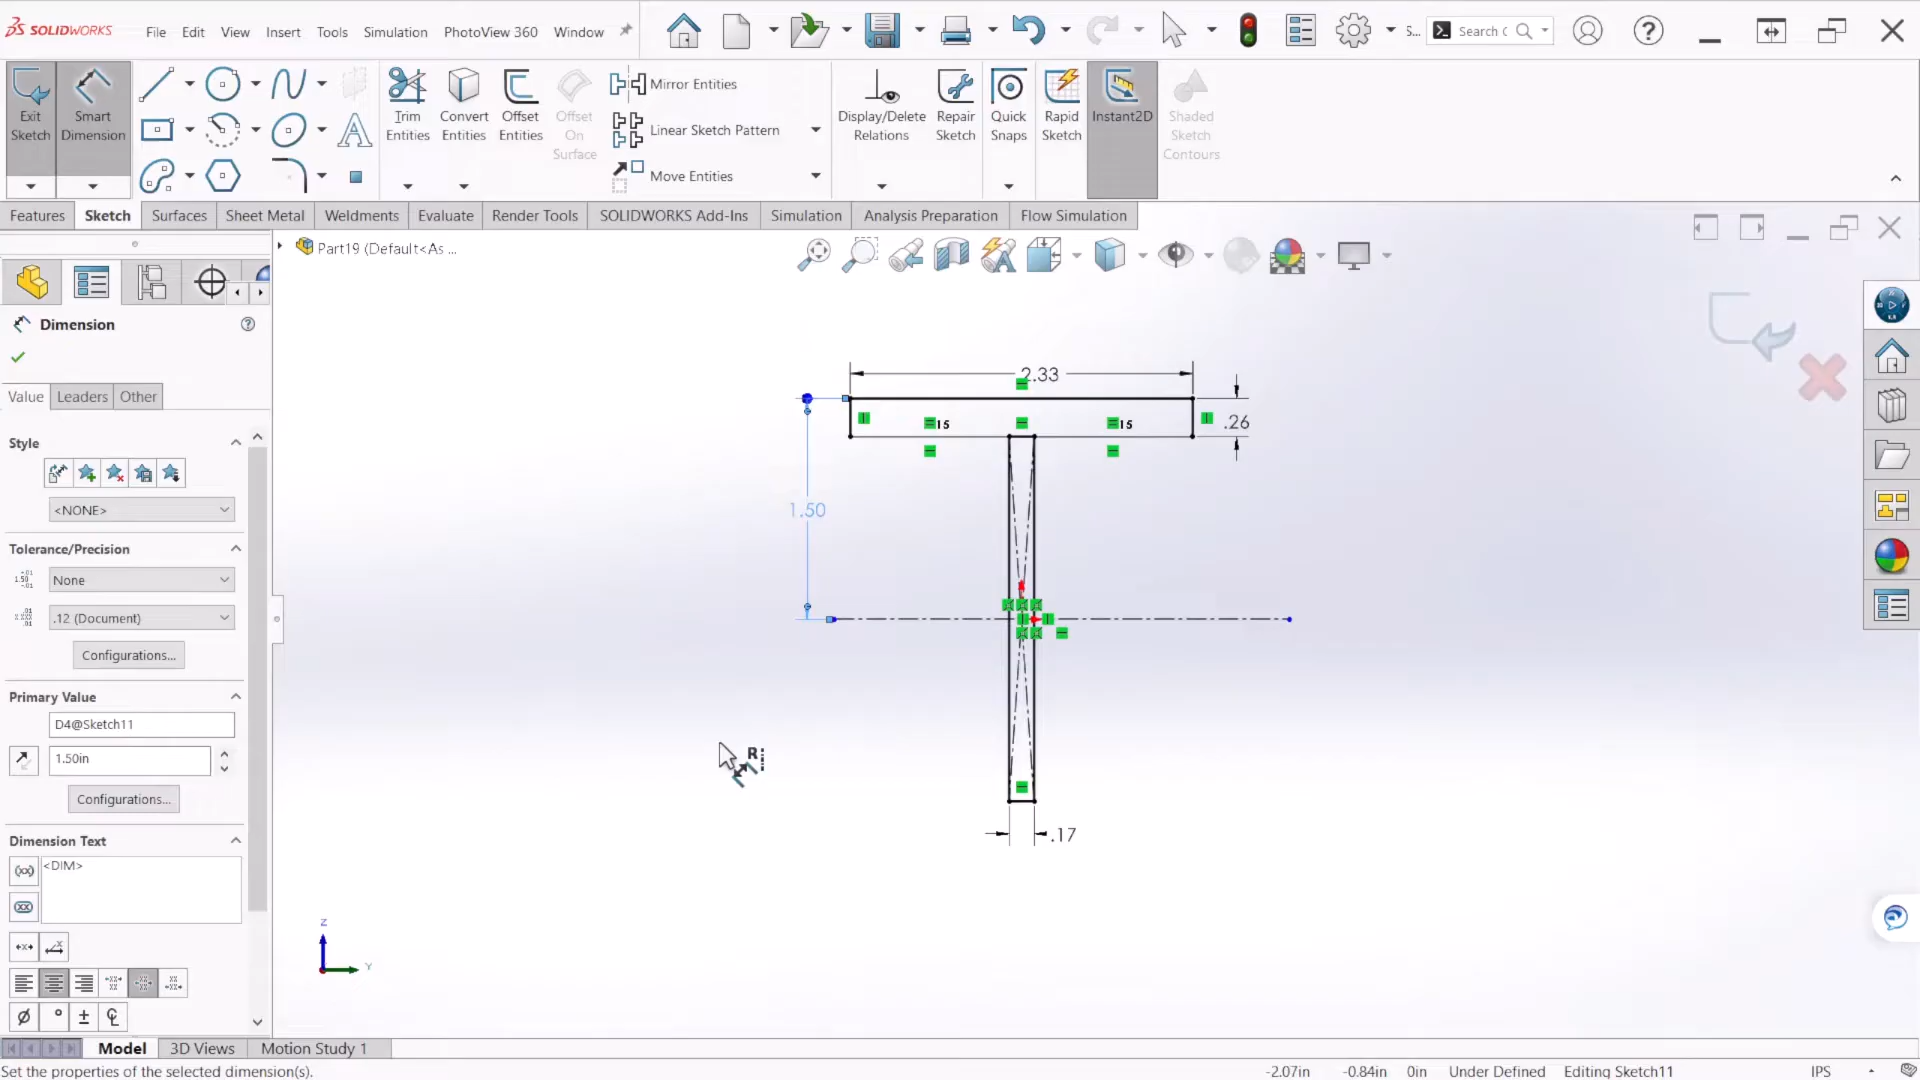 SOLIDWORKS
File Edit View Insert Tools Simulation PhotoView 360 Window
S... Search C
Exit Sketch
Smart Dimension
Trim Entities
Convert Entities
Offset Entities
Offset On Surface
Mirror Entities
Linear Sketch Pattern
Move Entities
Display/Delete Relations
Repair Sketch
Quick Snaps
Rapid Sketch
Instant2D
Shaded Sketch Contours
Features Sketch Surfaces Sheet Metal Weldments Evaluate Render Tools SOLIDWORKS Add-Ins Simulation Analysis Preparation Flow Simulation
Part19 (Default<As ...
Dimension
Value Leaders Other
Style
<NONE>
Tolerance/Precision
None
.12 (Document)
Configurations...
Primary Value
D4@Sketch11
1.50in
Configurations...
Dimension Text
<DIM>
2.33
.26
15
15
1.50
.17
R
Z
Y
Model 3D Views Motion Study 1
Set the properties of the selected dimension(s).
-2.07in -0.84in 0in Under Defined Editing Sketch11 IPS